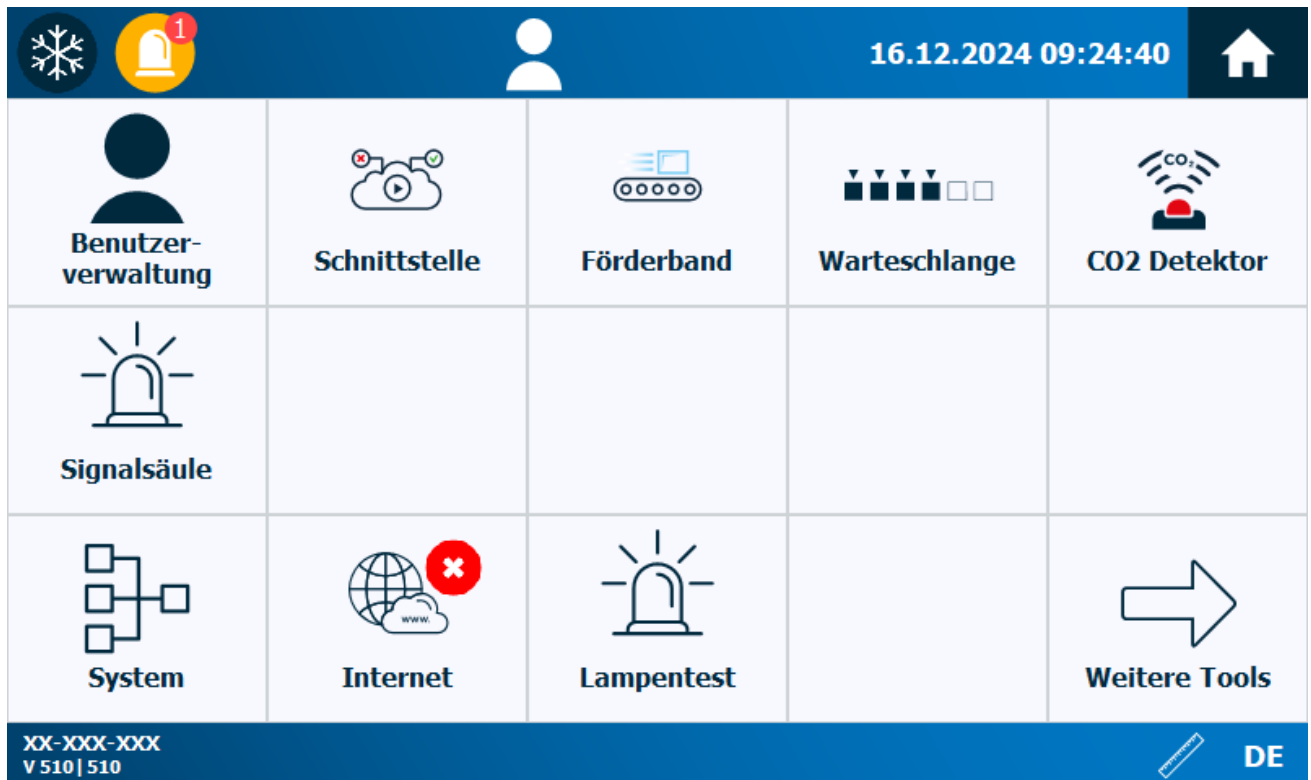 1
16.12.2024 09:24:40
Benutzer-
verwaltung
Schnittstelle
Förderband
Warteschlange
CO₂
CO2 Detektor
Signalsäule
System
www.
Internet
Lampentest
Weitere Tools
XX-XXX-XXX
V 510| 510
DE